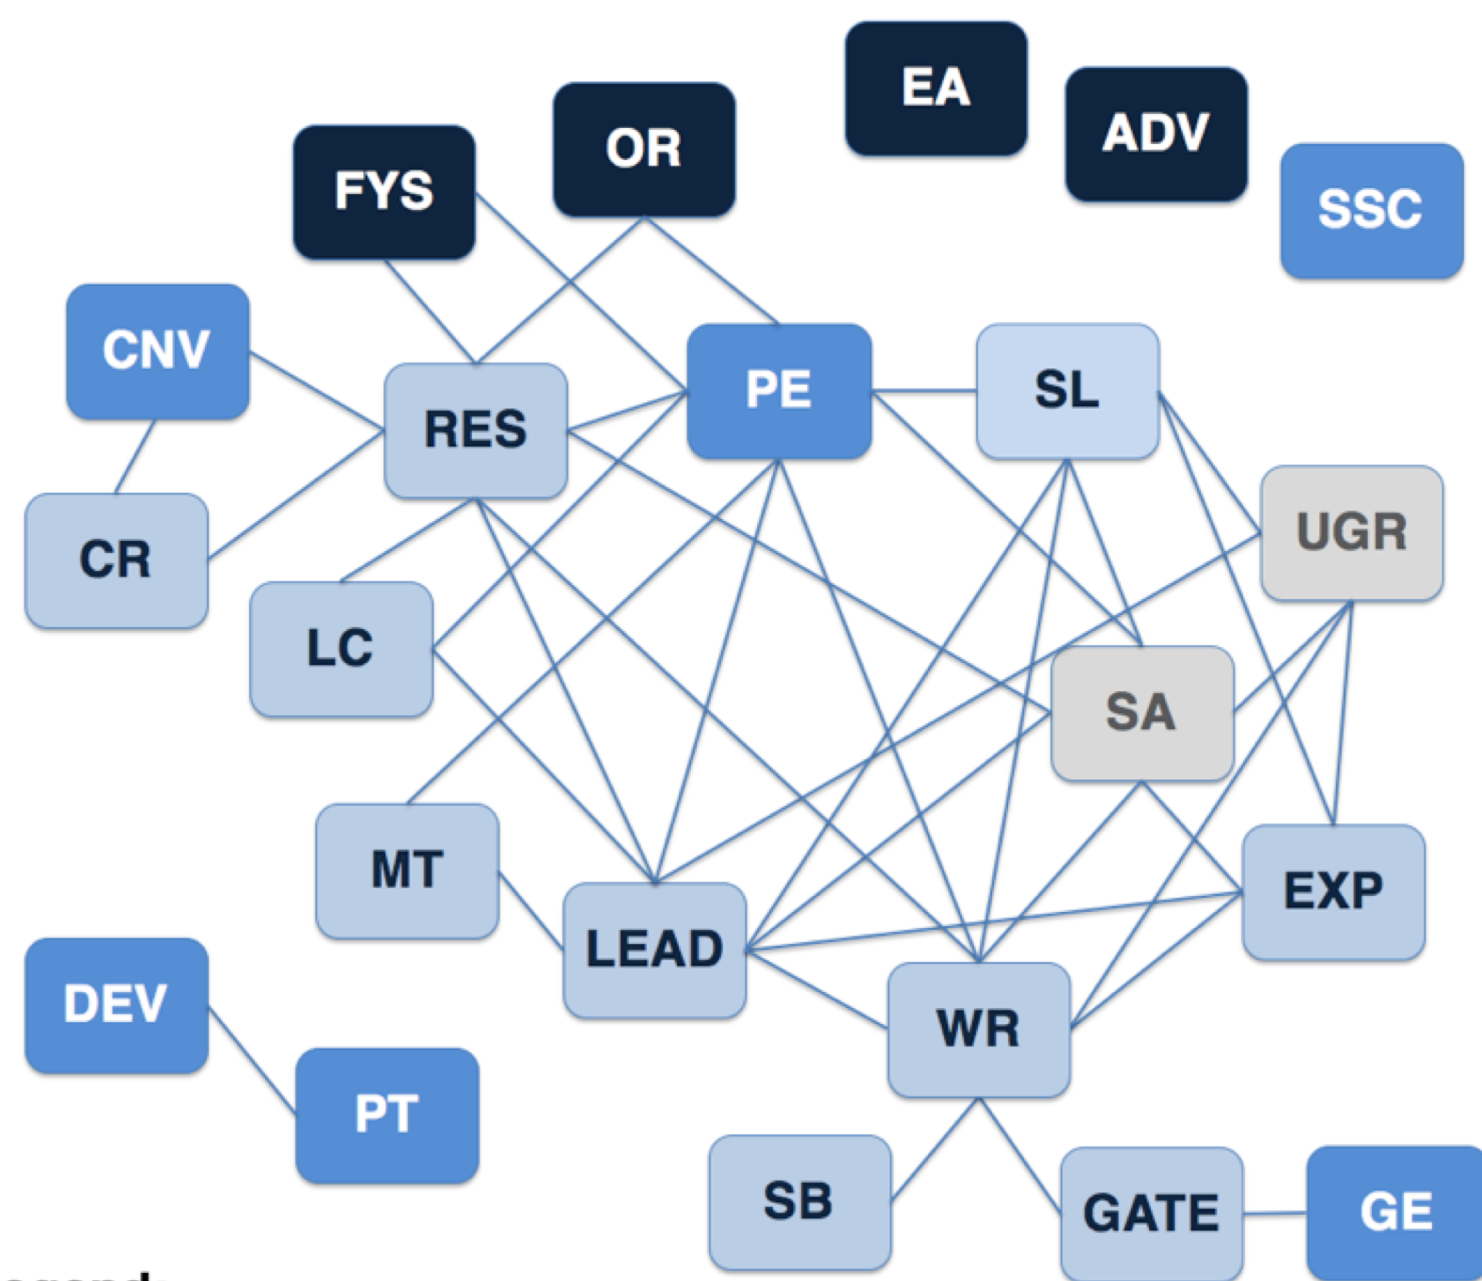 EA
ADV
OR
FYS
SSC
CNV
PE
SL
RES
UGR
CR
LC
SA
MT
EXP
LEAD
DEV
WR
PT
SB
GATE
GE